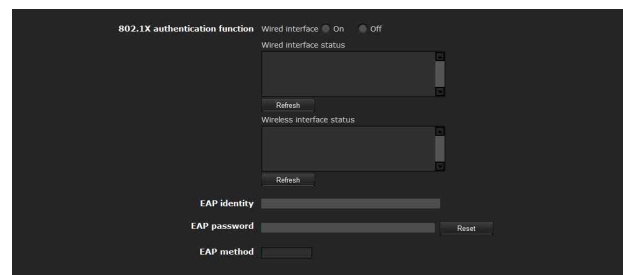 802.1X authentication function Wired interface On Off
Wired interface status
Refresh
Wireless interface status
Refresh
EAP identity
EAP password Reset
EAP method